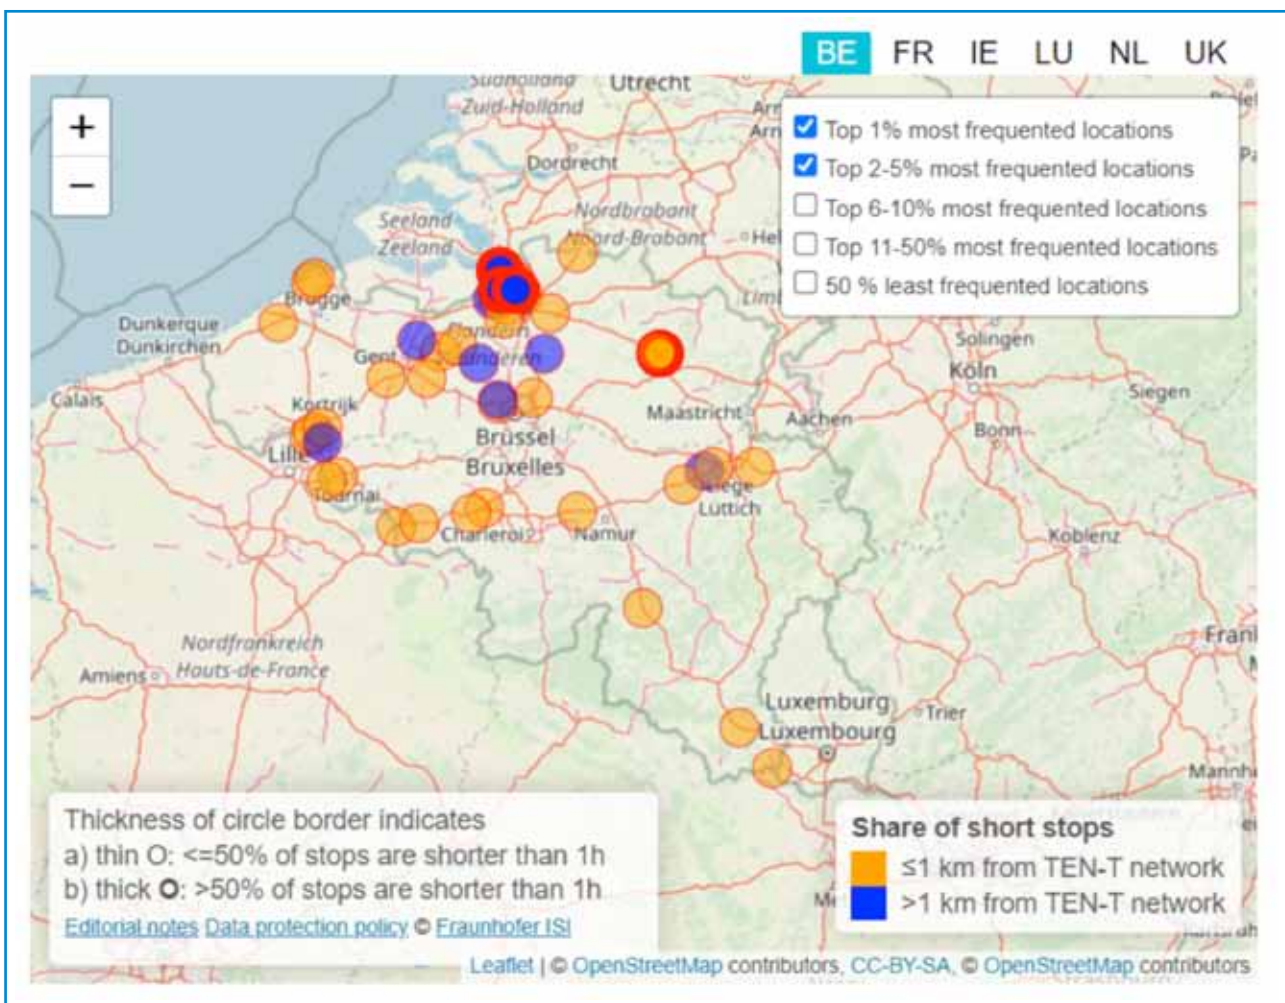 BE FR IE LU NL UK
+
−
Top 1% most frequented locations
Top 2-5% most frequented locations
Top 6-10% most frequented locations
Top 11-50% most frequented locations
50 % least frequented locations
Utrecht
Zuid-Holland
Dordrecht
Seeland
Zeeland
Nordbrabant
Noord-Brabant
Brugge
Dunkerque
Dünkirchen
Gent
Calais
Kortrijk
Maastricht
Aachen
Solingen
Köln
Siegen
Bonn
Brüssel
Bruxelles
Lille
Tournai
Lüttich
Charleroi
Namur
Koblenz
Nordfrankreich
Hauts-de-France
Amiens
Luxemburg
Luxembourg
Trier
Thickness of circle border indicates
a) thin O: <=50% of stops are shorter than 1h
b) thick O: >50% of stops are shorter than 1h
Editorial notes Data protection policy © Fraunhofer ISI
Share of short stops
≤1 km from TEN-T network
>1 km from TEN-T network
Leaflet | © OpenStreetMap contributors, CC-BY-SA, © OpenStreetMap contributors